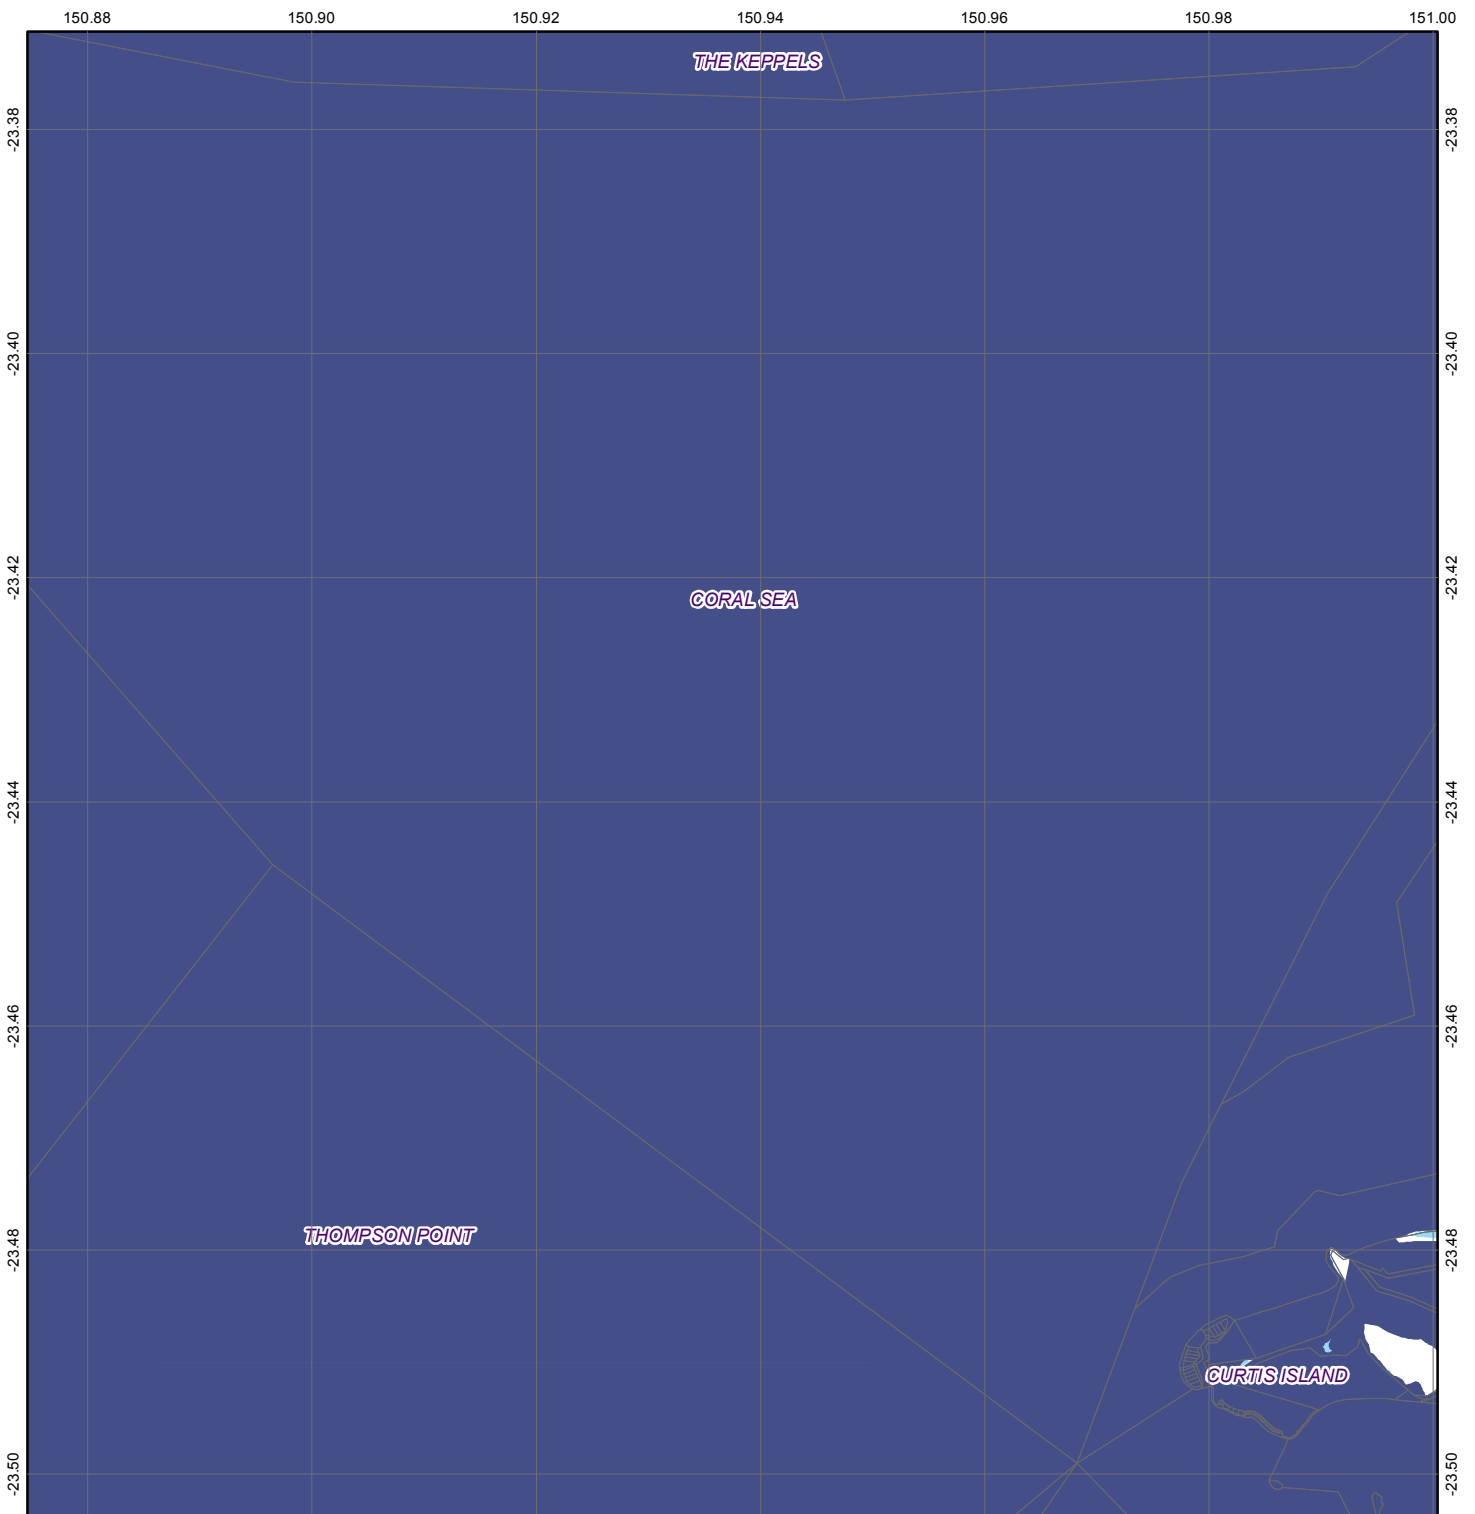 150.88 150.90 150.92 150.94 150.96 150.98 151.00
THE KEPPELS
-23.38 -23.38
-23.40 -23.40
-23.42 -23.42
CORAL SEA
-23.44 -23.44
-23.46 -23.46
THOMPSON POINT
-23.48 -23.48
CURTIS ISLAND
-23.50 -23.50